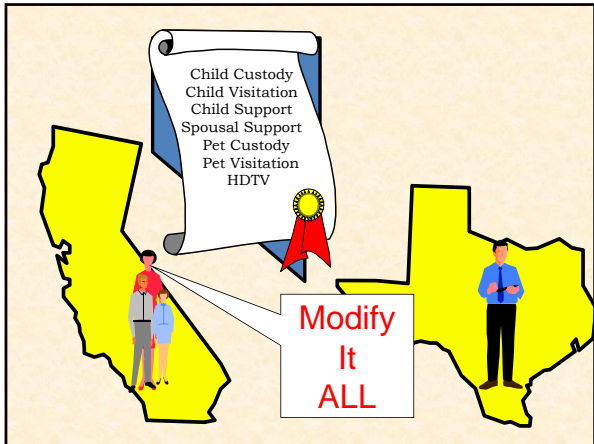 Child Custody
Child Visitation
Child Support
Spousal Support
Pet Custody
Pet Visitation
HDTV
Modify
It
ALL